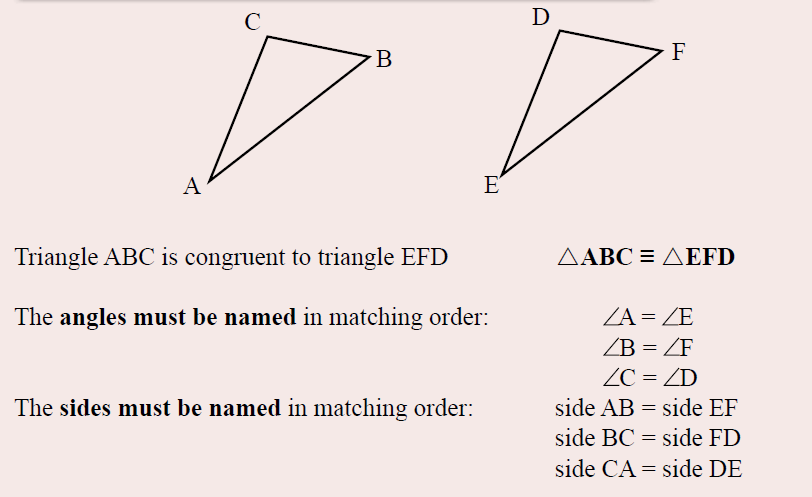 C
D
B
F
A
E
Triangle ABC is congruent to triangle EFD △ABC ≡ △EFD
The angles must be named in matching order: ∠A = ∠E
∠B = ∠F
∠C = ∠D
The sides must be named in matching order: side AB = side EF
side BC = side FD
side CA = side DE